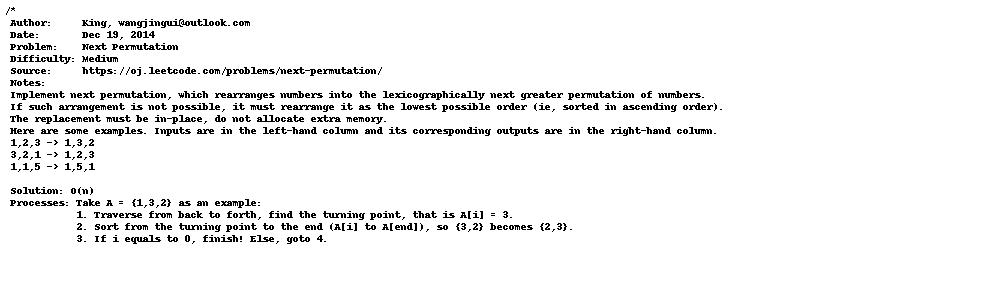 /*
Author: King, wangjingui@outlook.com
Date: Dec 19, 2014
Problem: Next Permutation
Difficulty: Medium
Source: https://oj.leetcode.com/problems/next-permutation/
Notes:
Implement next permutation, which rearranges numbers into the lexicographically next greater permutation of numbers.
If such arrangement is not possible, it must rearrange it as the lowest possible order (ie, sorted in ascending order).
The replacement must be in-place, do not allocate extra memory.
Here are some examples. Inputs are in the left-hand column and its corresponding outputs are in the right-hand column.
1,2,3 -> 1,3,2
3,2,1 -> 1,2,3
1,1,5 -> 1,5,1
Solution: O(n)
Processes: Take A = {1,3,2} as an example:
1. Traverse from back to forth, find the turning point, that is A[i] = 3.
2. Sort from the turning point to the end (A[i] to A[end]), so {3,2} becomes {2,3}.
3. If i equals to 0, finish! Else, goto 4.